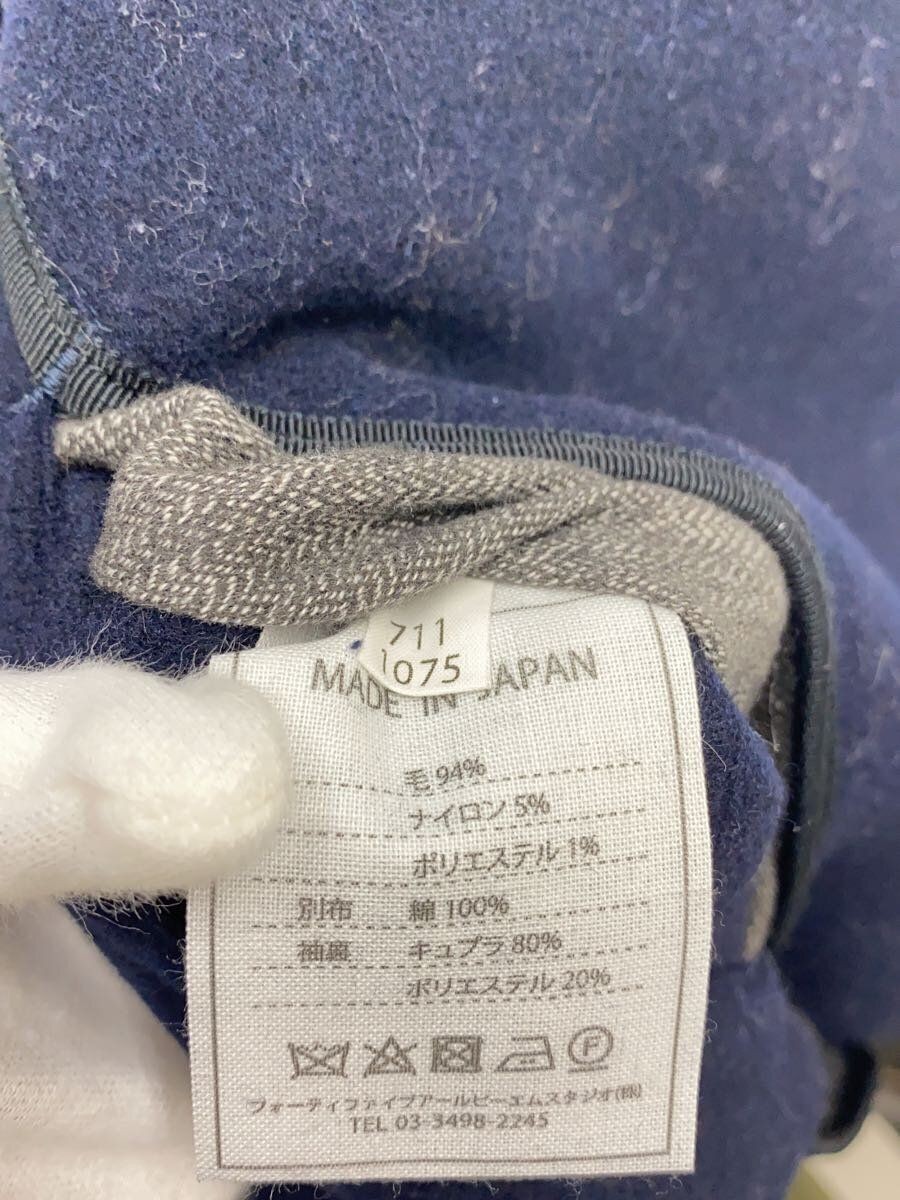 711
1075
MADE IN JAPAN
毛 94%
ナイロン 5%
ポリエステル 1%
別布 綿 100%
袖裏 キュプラ 80%
ポリエステル 20%
フォーティファイブアールピーエムスタジオ(株)
TEL 03-3498-2245